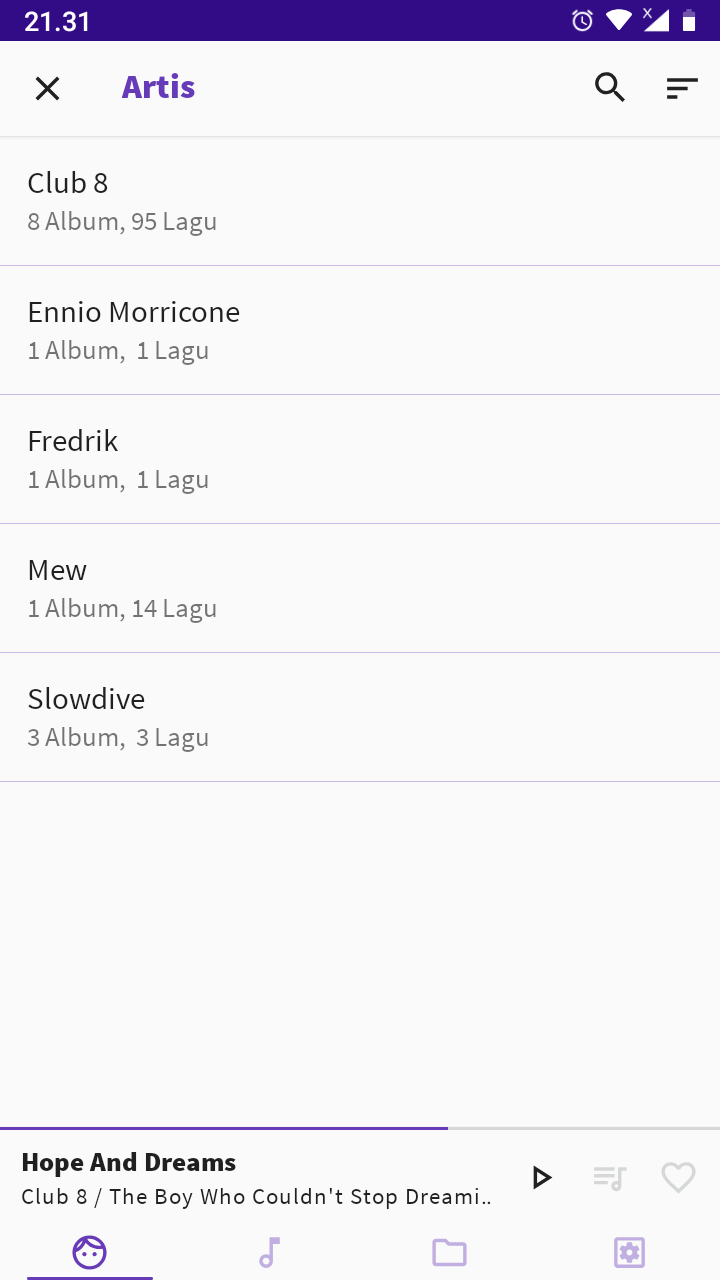 21.31
Artis
Club 8
8 Album, 95 Lagu
Ennio Morricone
1 Album,  1 Lagu
Fredrik
1 Album,  1 Lagu
Mew
1 Album, 14 Lagu
Slowdive
3 Album,  3 Lagu
Hope And Dreams
Club 8 / The Boy Who Couldn't Stop Dreami..